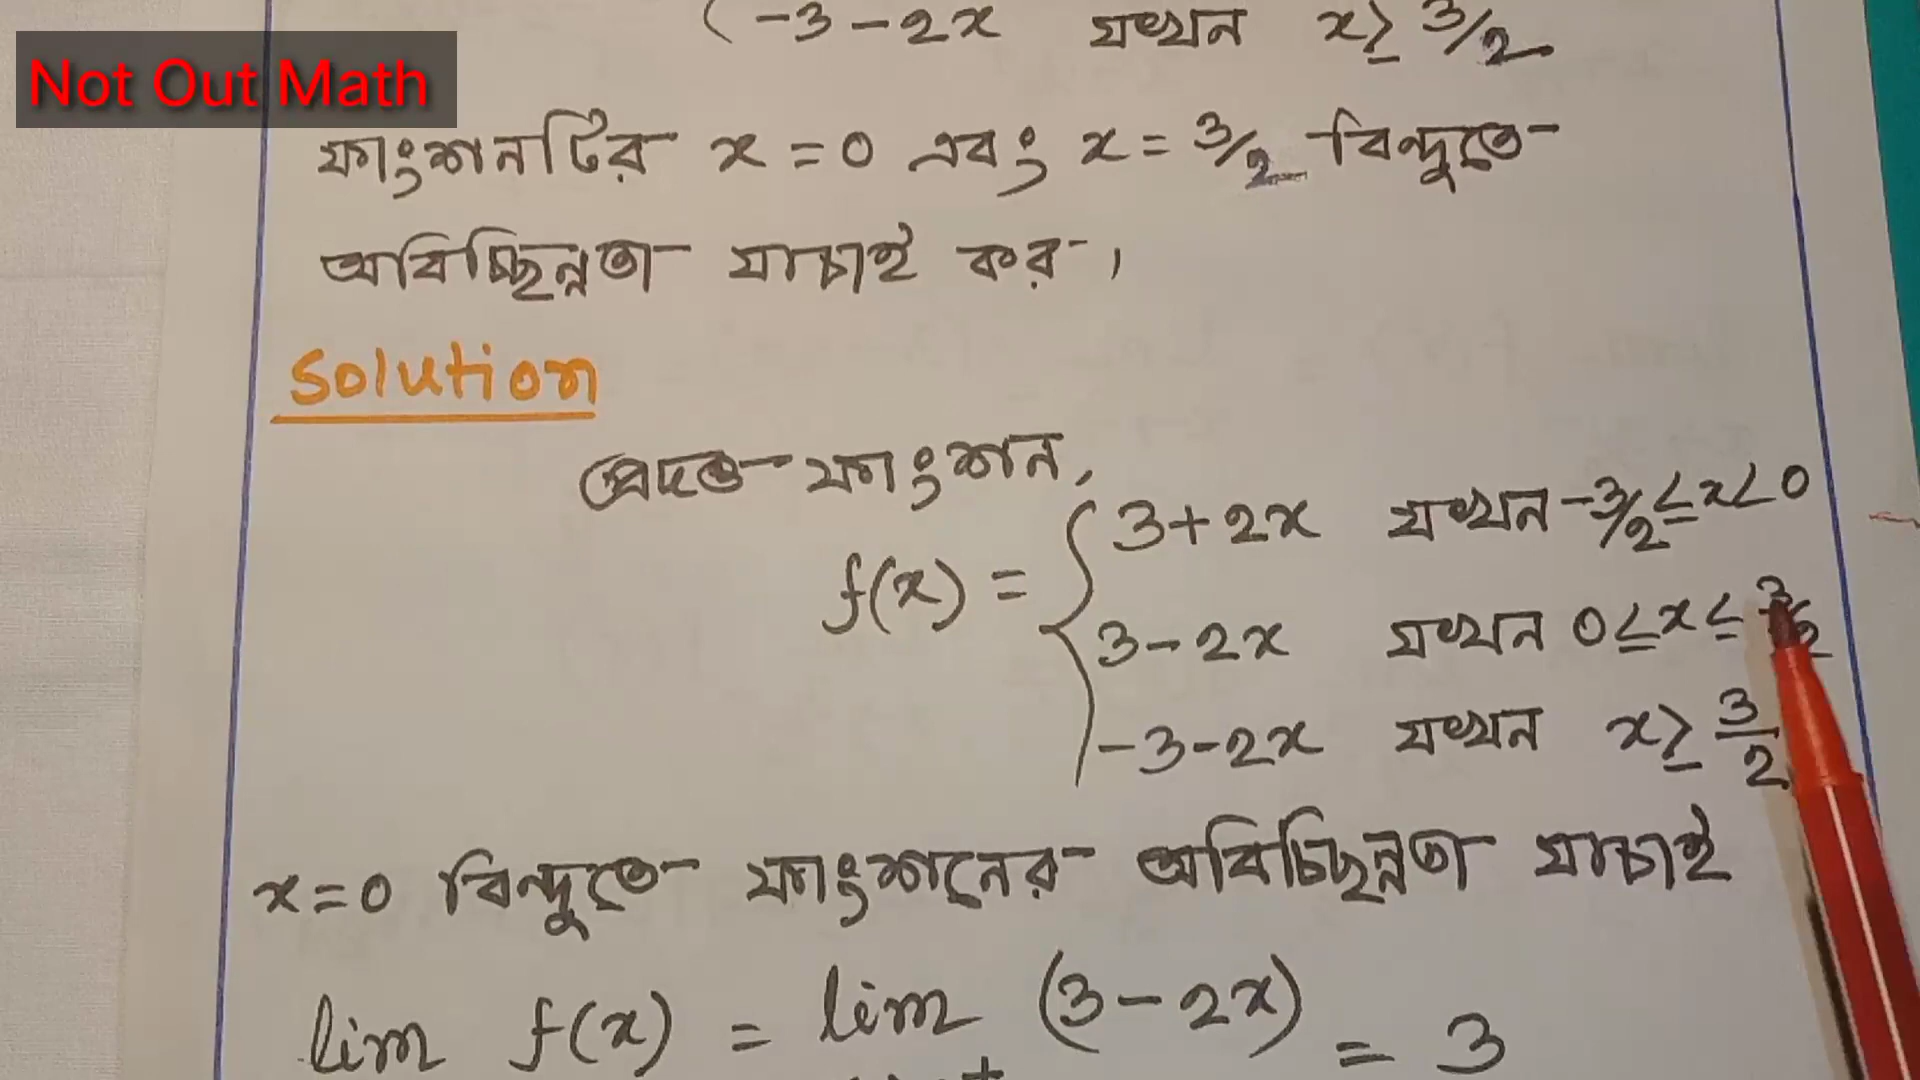 -3-2x যখন x≥3/2
Not Out Math
ফাংশনটির x=0 এবং x=3/2 বিন্দুতে
অবিচ্ছিন্নতা যাচাই কর।
Solution
প্রদত্ত ফাংশন,
f(x) = { 3+2x যখন -3/2≤x<0
3-2x যখন 0≤x≤3/2
-3-2x যখন x≥3/2
x=0 বিন্দুতে ফাংশনের অবিচ্ছিন্নতা যাচাই
lim f(x) = lim (3-2x) = 3